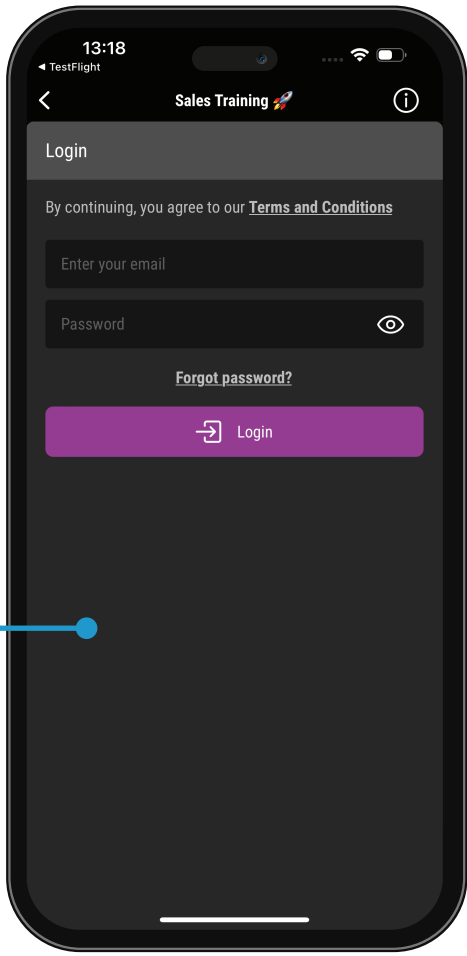 13:18
◀ TestFlight
Sales Training 🚀
Login
By continuing, you agree to our Terms and Conditions
Enter your email
Password
Forgot password?
Login